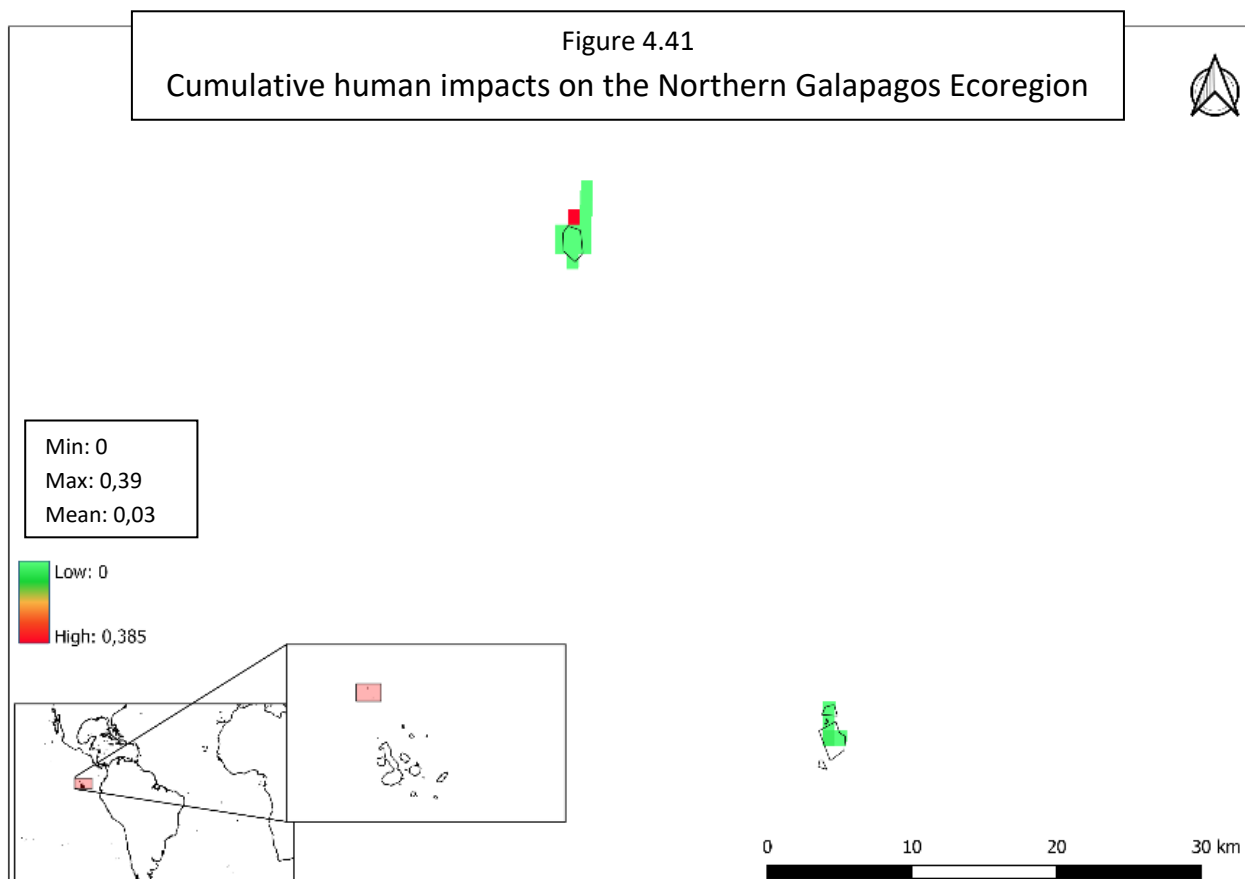 Figure 4.41
Cumulative human impacts on the Northern Galapagos Ecoregion
Min: 0
Max: 0,39
Mean: 0,03
Low: 0
High: 0,385
0 10 20 30 km